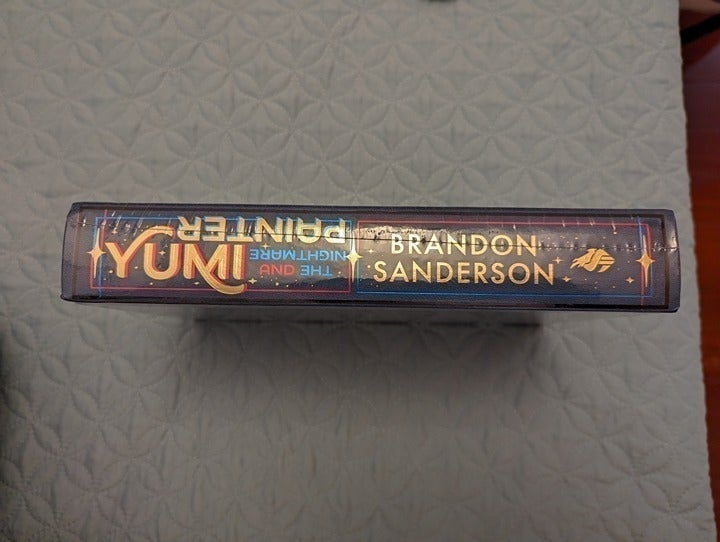 YUMI
AND THE
NIGHTMARE
PAINTER
BRANDON
SANDERSON